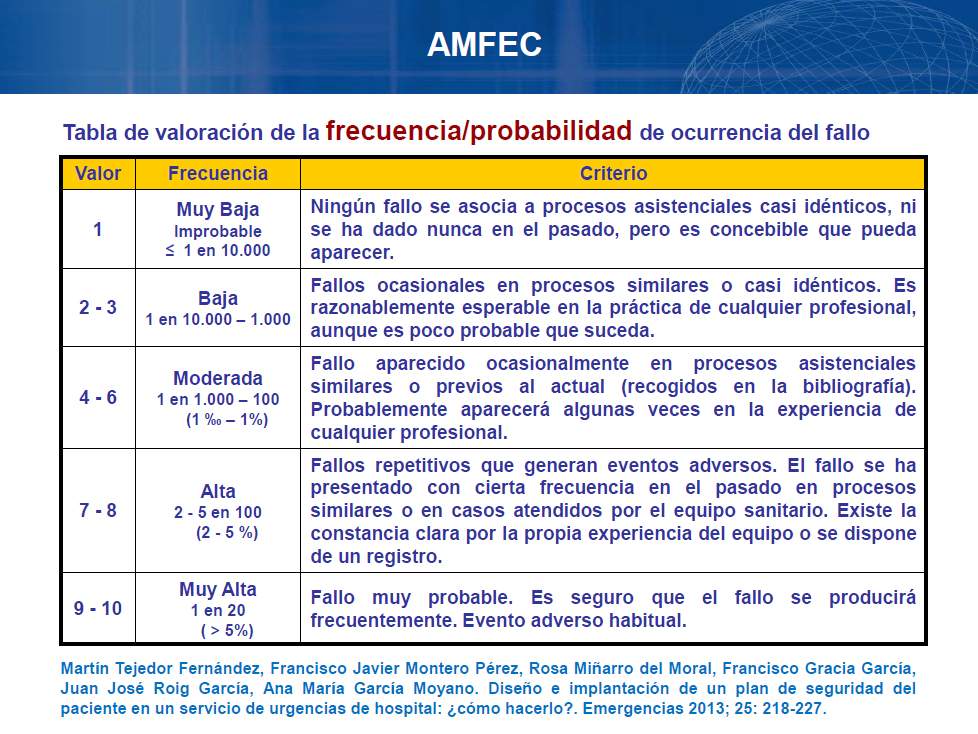 AMFEC
Tabla de valoración de la frecuencia/probabilidad de ocurrencia del fallo
Valor
Frecuencia
Criterio
1
Muy Baja
Improbable
≤ 1 en 10.000
Ningún fallo se asocia a procesos asistenciales casi idénticos, ni
se ha dado nunca en el pasado, pero es concebible que pueda
aparecer.
2 - 3
Baja
1 en 10.000 – 1.000
Fallos ocasionales en procesos similares o casi idénticos. Es
razonablemente esperable en la práctica de cualquier profesional,
aunque es poco probable que suceda.
4 - 6
Moderada
1 en 1.000 – 100
(1 ‰ – 1%)
Fallo aparecido ocasionalmente en procesos asistenciales
similares o previos al actual (recogidos en la bibliografía).
Probablemente aparecerá algunas veces en la experiencia de
cualquier profesional.
7 - 8
Alta
2 - 5 en 100
(2 - 5 %)
Fallos repetitivos que generan eventos adversos. El fallo se ha
presentado con cierta frecuencia en el pasado en procesos
similares o en casos atendidos por el equipo sanitario. Existe la
constancia clara por la propia experiencia del equipo o se dispone
de un registro.
9 - 10
Muy Alta
1 en 20
( > 5%)
Fallo muy probable. Es seguro que el fallo se producirá
frecuentemente. Evento adverso habitual.
Martín Tejedor Fernández, Francisco Javier Montero Pérez, Rosa Miñarro del Moral, Francisco Gracia García,
Juan José Roig García, Ana María García Moyano. Diseño e implantación de un plan de seguridad del
paciente en un servicio de urgencias de hospital: ¿cómo hacerlo?. Emergencias 2013; 25: 218-227.